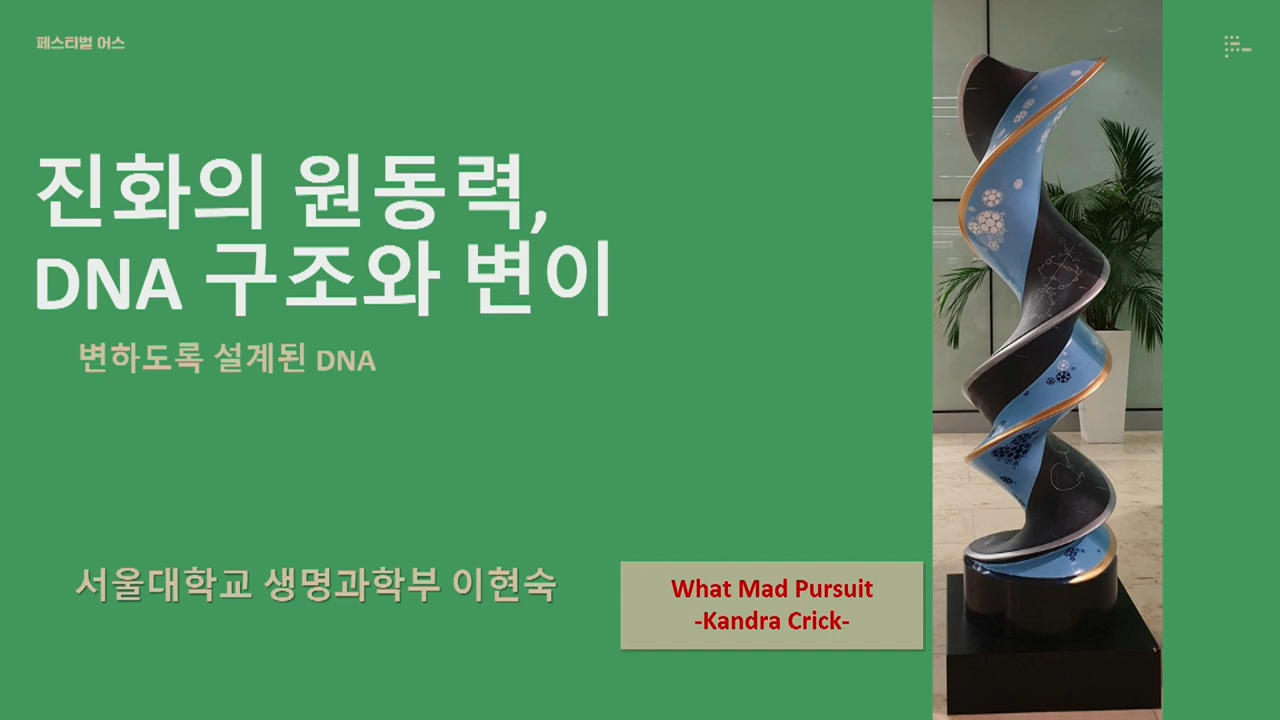 페스티벌 어스
진화의 원동력,
DNA 구조와 변이
변하도록 설계된 DNA
서울대학교 생명과학부 이현숙
What Mad Pursuit
-Kandra Crick-